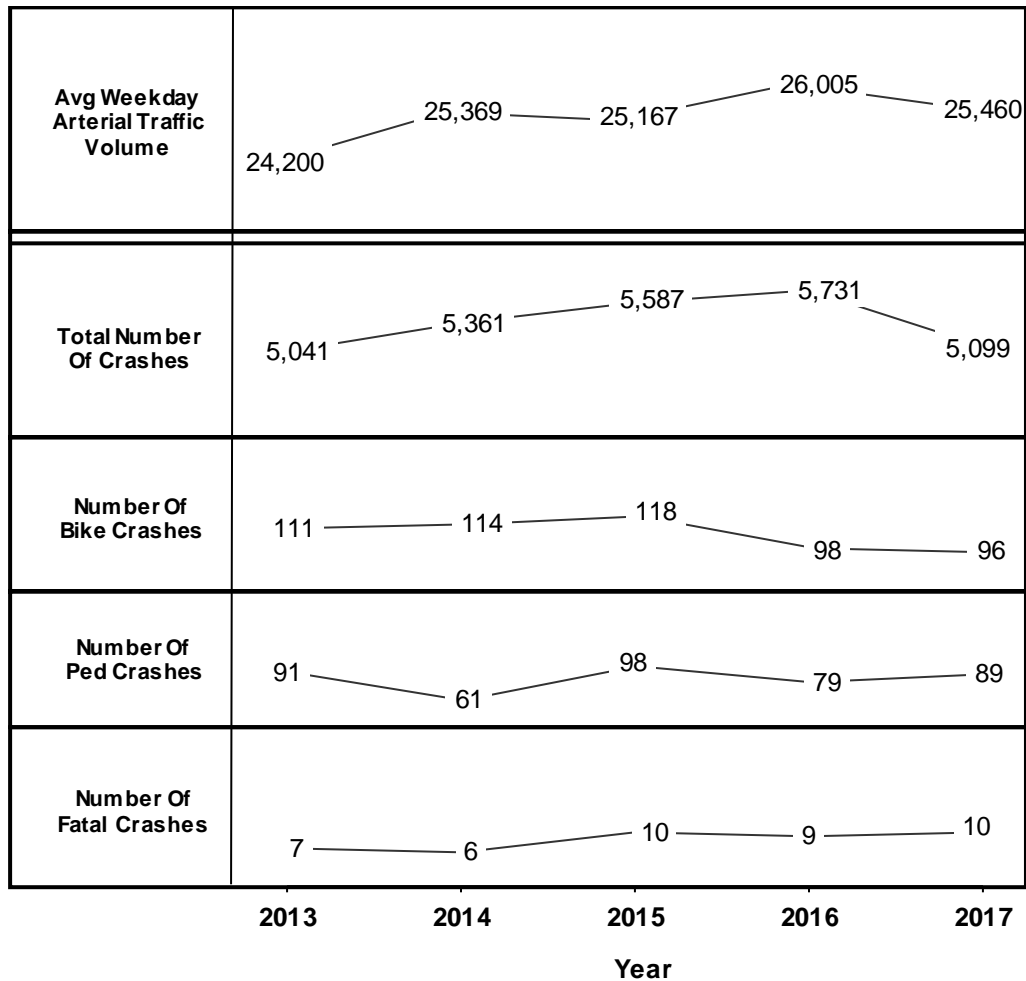 Avg Weekday
Arterial Traffic
Volume
24,200
25,369
25,167
26,005
25,460
Total Number
Of Crashes
5,041
5,361
5,587
5,731
5,099
Number Of
Bike Crashes
111
114
118
98
96
Number Of
Ped Crashes
91
61
98
79
89
Number Of
Fatal Crashes
7
6
10
9
10
2013 2014 2015 2016 2017
Year